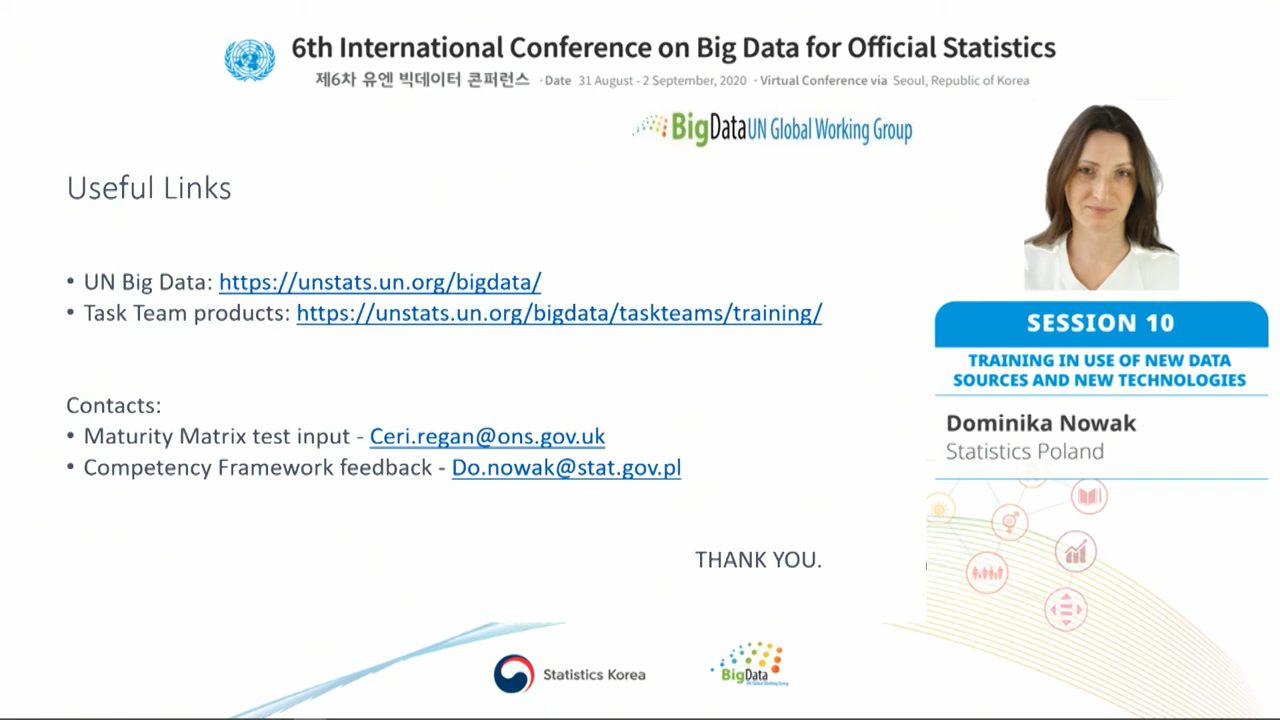 6th International Conference on Big Data for Official Statistics
제6차 유엔 빅데이터 콘퍼런스 · Date 31 August - 2 September, 2020 · Virtual Conference via Seoul, Republic of Korea
BigData UN Global Working Group
Useful Links
• UN Big Data: https://unstats.un.org/bigdata/
• Task Team products: https://unstats.un.org/bigdata/taskteams/training/
Contacts:
• Maturity Matrix test input - Ceri.regan@ons.gov.uk
• Competency Framework feedback - Do.nowak@stat.gov.pl
THANK YOU.
SESSION 10
TRAINING IN USE OF NEW DATA
SOURCES AND NEW TECHNOLOGIES
Dominika Nowak
Statistics Poland
Statistics Korea
BigData
UN Global Working Group